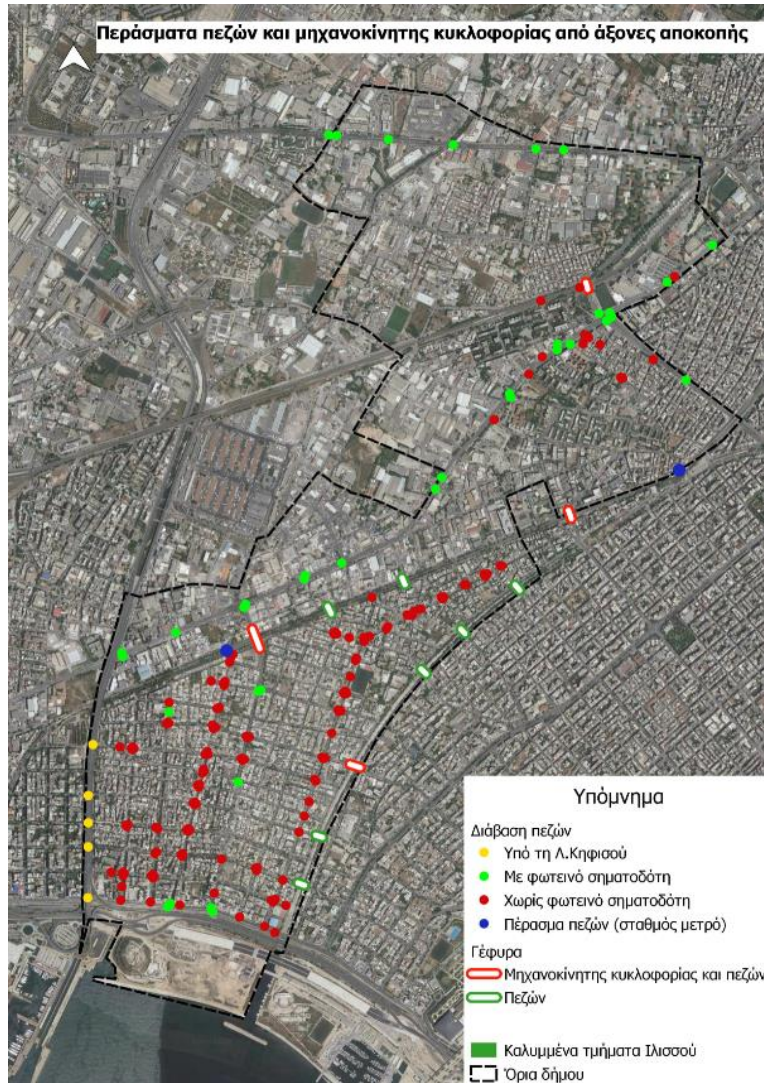 Περάσματα πεζών και μηχανοκίνητης κυκλοφορίας από άξονες αποκοπής
Υπόμνημα
Διάβαση πεζών
Υπό τη Λ.Κηφισού
Με φωτεινό σηματοδότη
Χωρίς φωτεινό σηματοδότη
Πέρασμα πεζών (σταθμός μετρό)
Γέφυρα
Μηχανοκίνητης κυκλοφορίας και πεζών
Πεζών
Καλυμμένα τμήματα Ιλισσού
Όρια δήμου